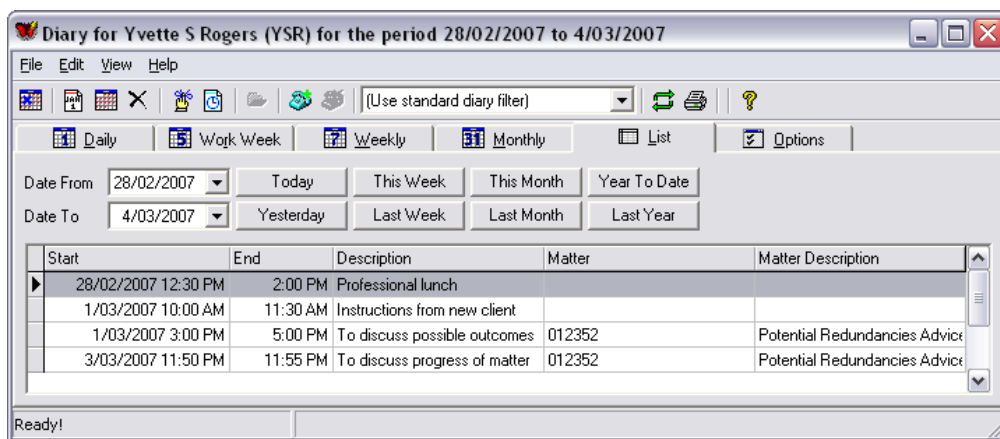 Diary for Yvette S Rogers (YSR) for the period 28/02/2007 to 4/03/2007
File Edit View Help
(Use standard diary filter)
1 Daily 5 Work Week 7 Weekly 31 Monthly List Options
Date From 28/02/2007 Today This Week This Month Year To Date
Date To 4/03/2007 Yesterday Last Week Last Month Last Year
Start End Description Matter Matter Description
28/02/2007 12:30 PM 2:00 PM Professional lunch
1/03/2007 10:00 AM 11:30 AM Instructions from new client
1/03/2007 3:00 PM 5:00 PM To discuss possible outcomes 012352 Potential Redundancies Advice
3/03/2007 11:50 PM 11:55 PM To discuss progress of matter 012352 Potential Redundancies Advice
Ready!